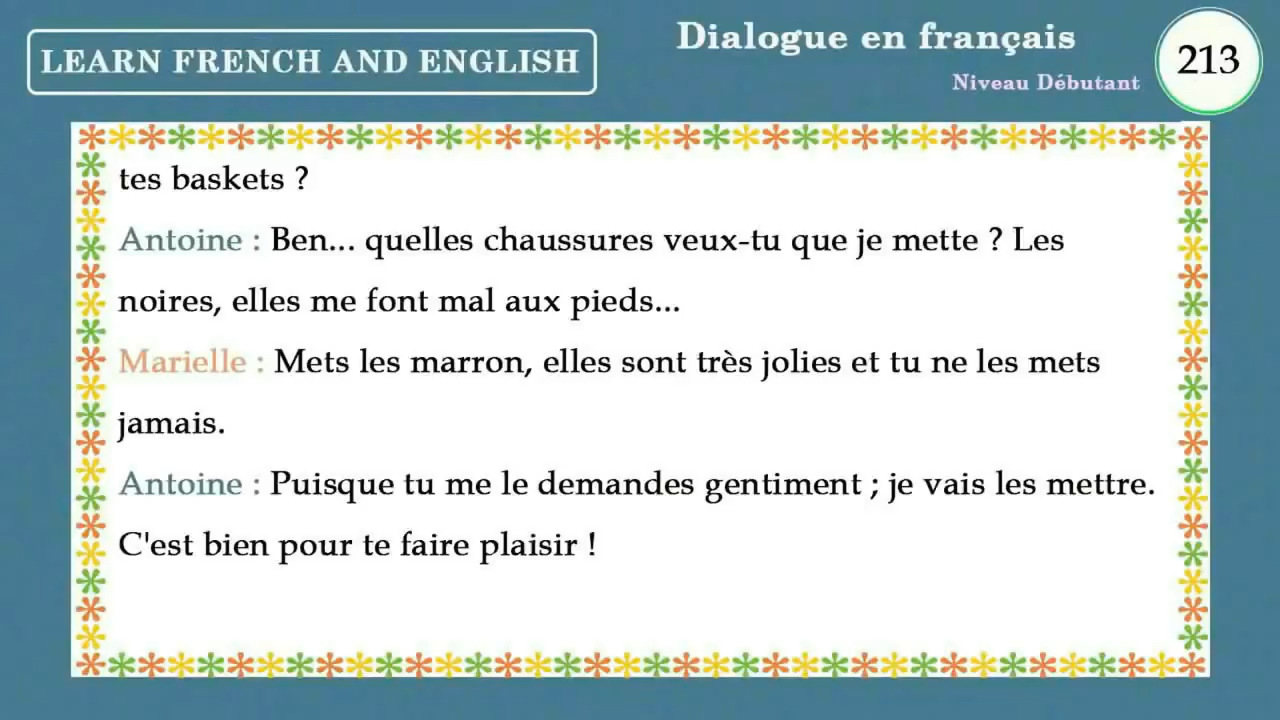 LEARN FRENCH AND ENGLISH
Dialogue en français
Niveau Débutant
213
tes baskets ?
Antoine : Ben... quelles chaussures veux-tu que je mette ? Les
noires, elles me font mal aux pieds...
Marielle : Mets les marron, elles sont très jolies et tu ne les mets
jamais.
Antoine : Puisque tu me le demandes gentiment ; je vais les mettre.
C'est bien pour te faire plaisir !